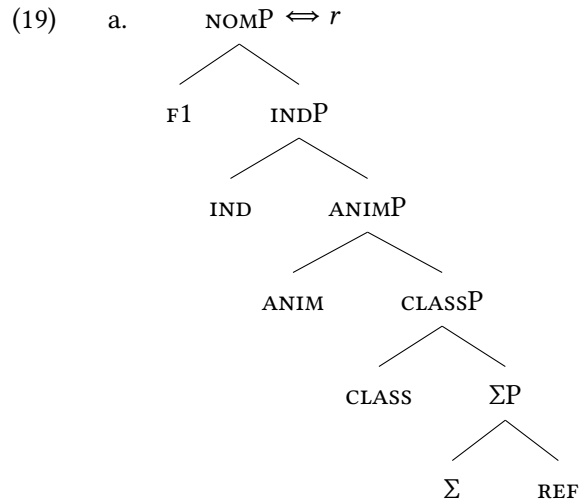 (19) a. NOMP ⇔ r
F1 INDP
IND ANIMP
ANIM CLASSP
CLASS ΣP
Σ REF